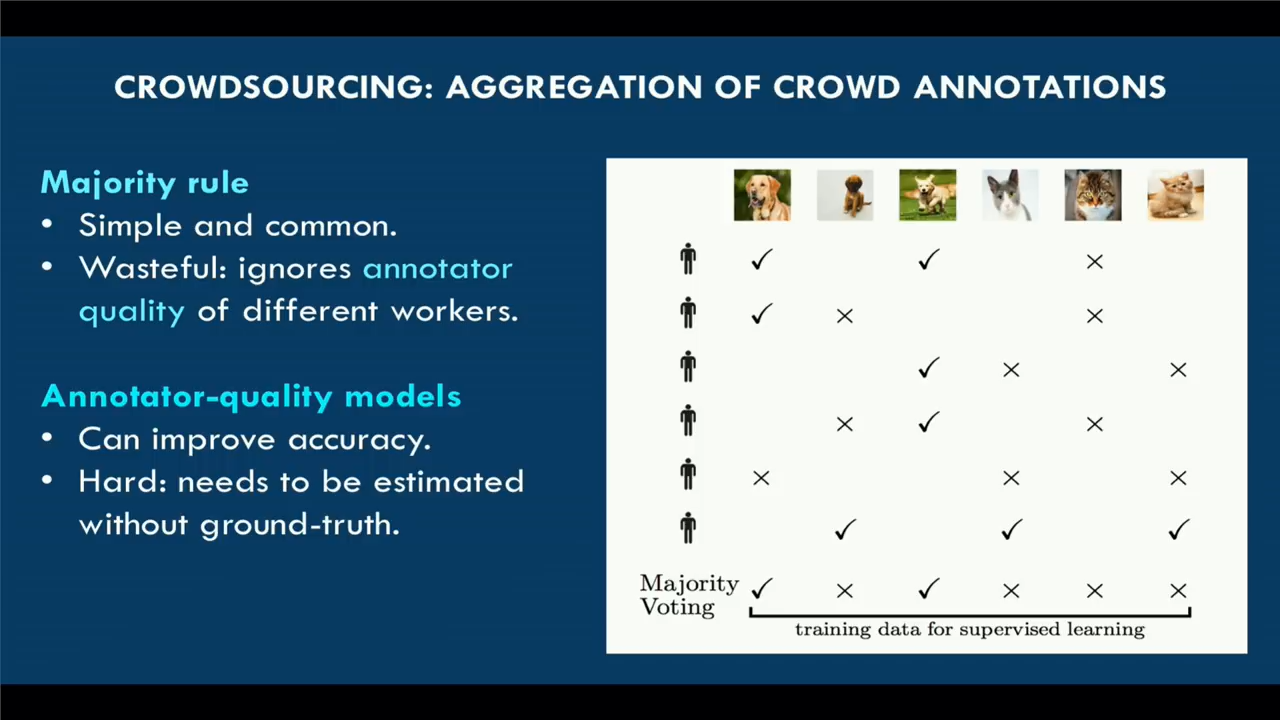 CROWDSOURCING: AGGREGATION OF CROWD ANNOTATIONS
Majority rule
• Simple and common.
• Wasteful: ignores annotator
quality of different workers.
Annotator-quality models
• Can improve accuracy.
• Hard: needs to be estimated
without ground-truth.
✓ ✓ ×
✓ × ×
✓ × ×
× ✓ ×
× × ×
✓ ✓ ✓
Majority
Voting
✓ × ✓ × × ×
training data for supervised learning